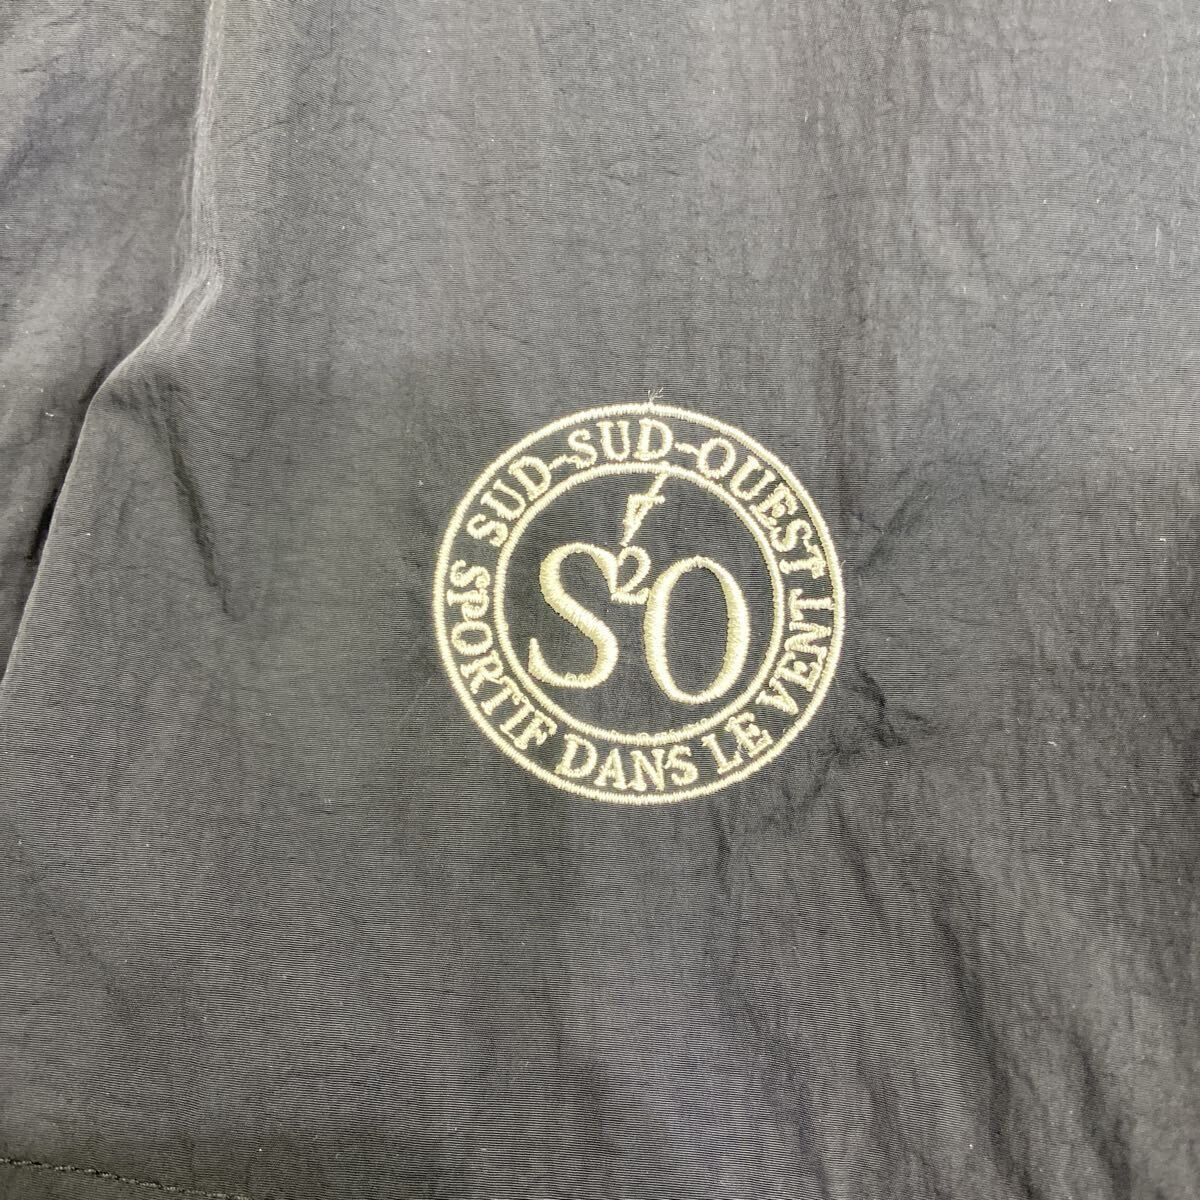 SUD-SUD-OUEST
S2O
SPORTIF DANS LE VENT